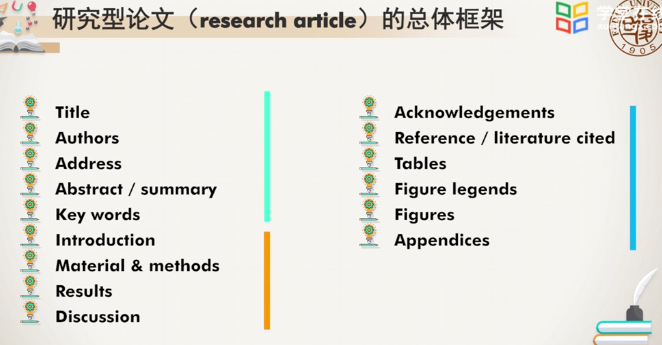 研究型论文（research article）的总体框架
Title
Authors
Address
Abstract / summary
Key words
Introduction
Material & methods
Results
Discussion
Acknowledgements
Reference / literature cited
Tables
Figure legends
Figures
Appendices
1905